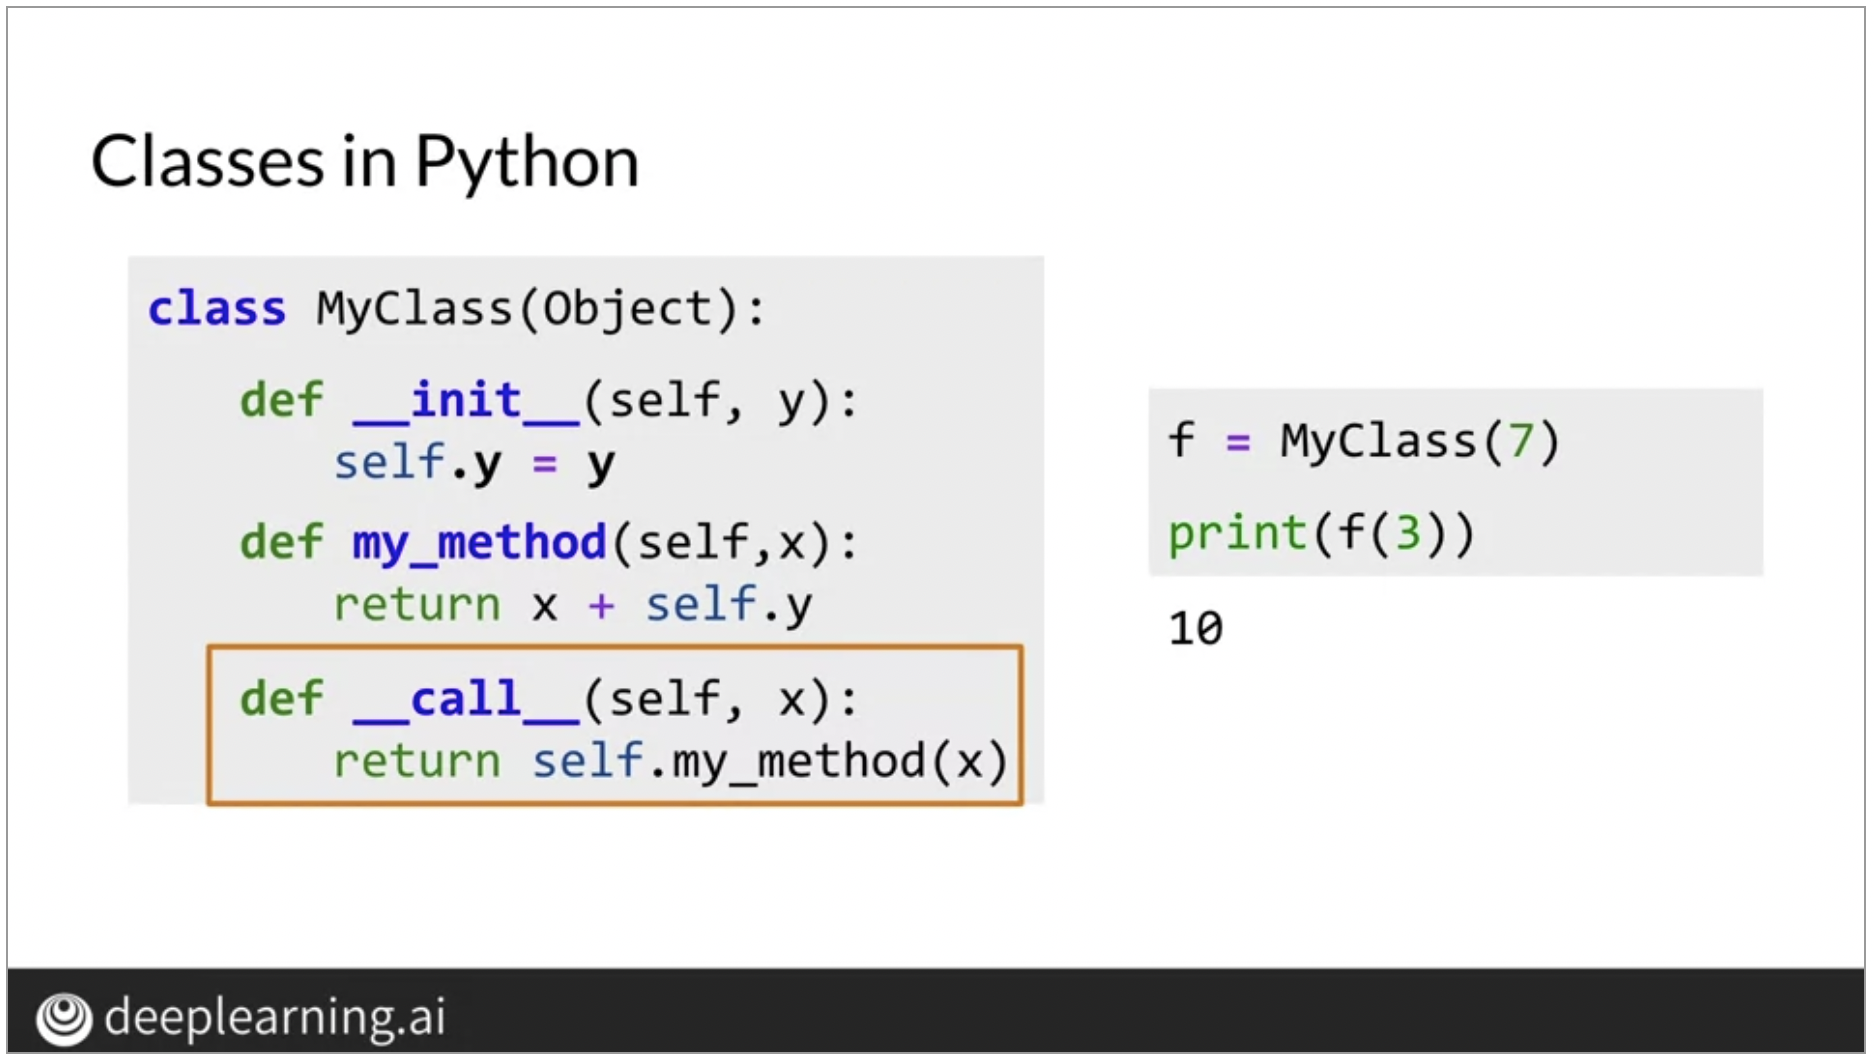 Classes in Python
class MyClass(Object):
def __init__(self, y):
self.y = y
def my_method(self,x):
return x + self.y
def __call__(self, x):
return self.my_method(x)
f = MyClass(7)
print(f(3))
10
deeplearning.ai